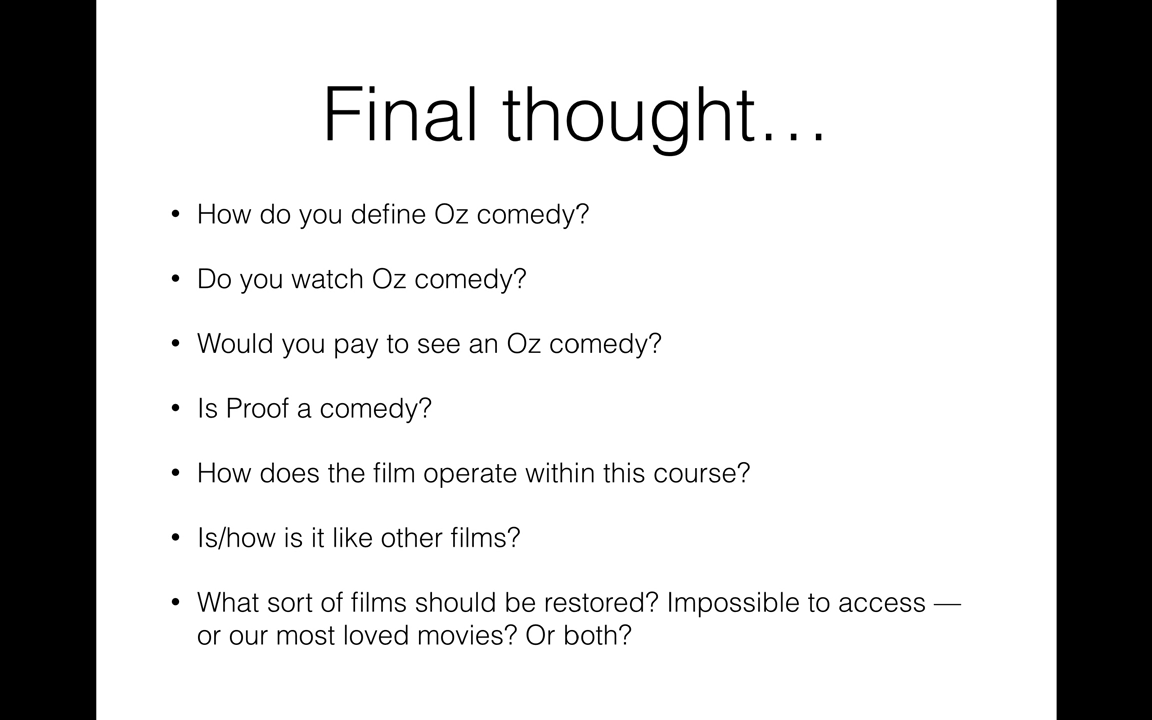 Final thought…
• How do you define Oz comedy?
• Do you watch Oz comedy?
• Would you pay to see an Oz comedy?
• Is Proof a comedy?
• How does the film operate within this course?
• Is/how is it like other films?
• What sort of films should be restored? Impossible to access —
or our most loved movies? Or both?